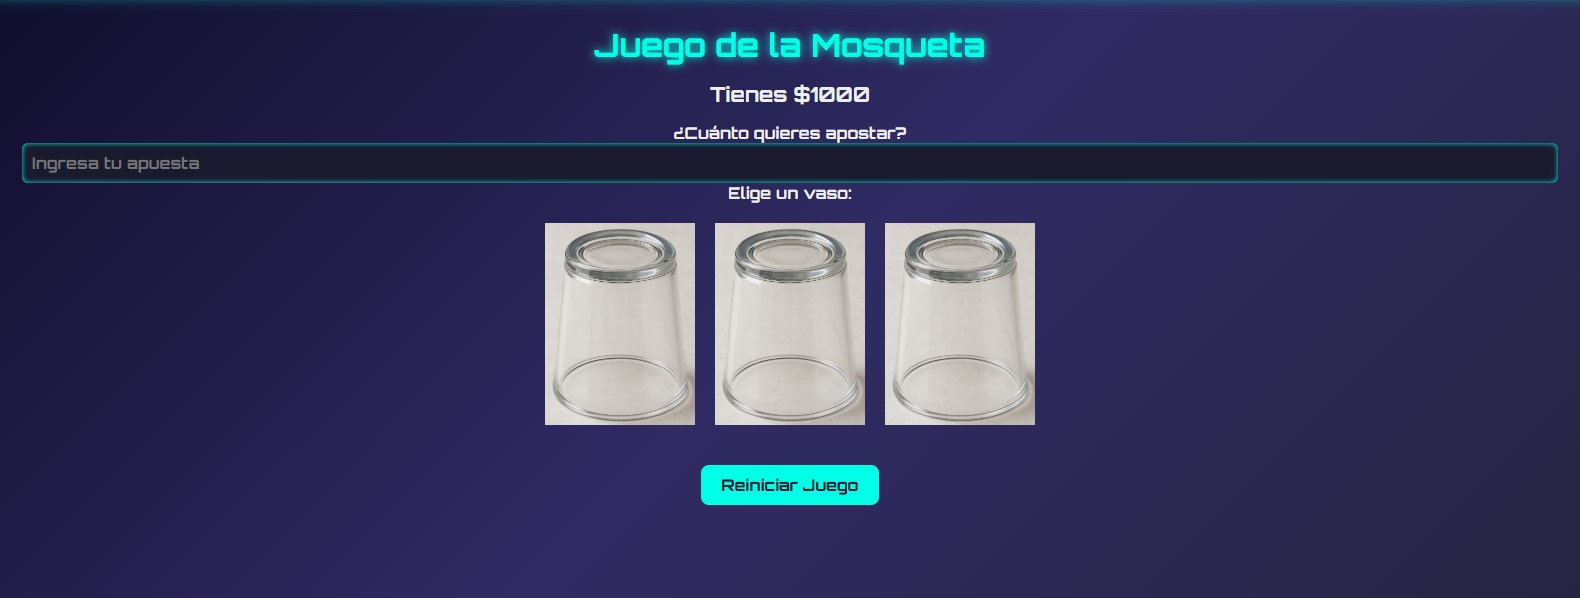 Juego de la Mosqueta
Tienes $1000
¿Cuánto quieres apostar?
Ingresa tu apuesta
Elige un vaso:
Reiniciar Juego